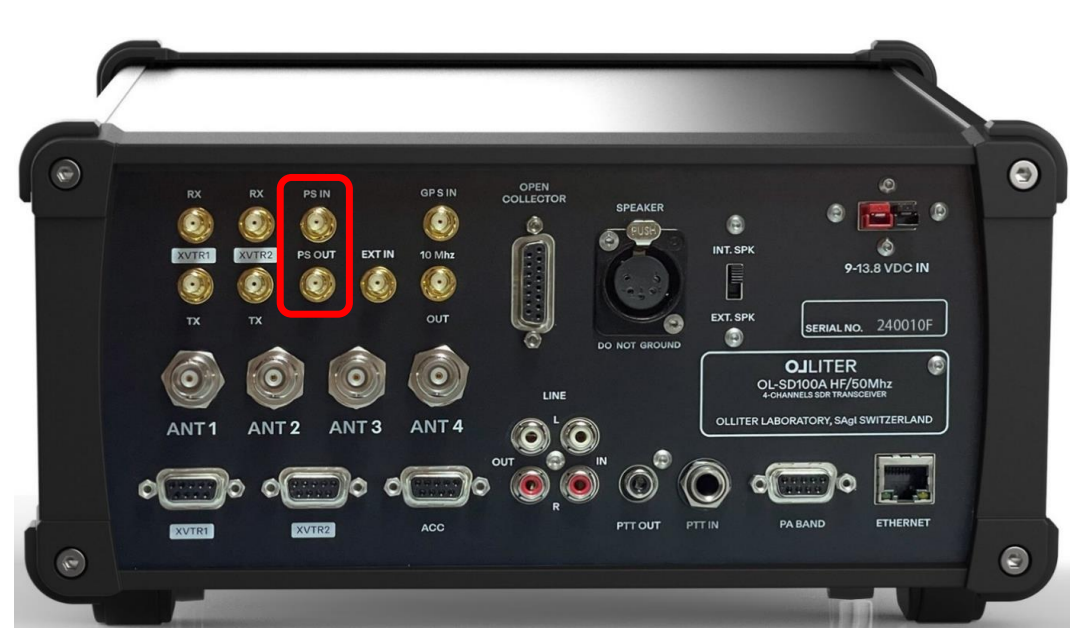 RX RX PS IN GPS IN
XVTR1 XVTR2 PS OUT EXT IN 10 Mhz
TX TX OUT
OPEN
COLLECTOR
SPEAKER
PUSH
DO NOT GROUND
INT. SPK
EXT. SPK
9-13.8 VDC IN
SERIAL NO. 240010F
OLLITER
OL-SD100A HF/50Mhz
4-CHANNELS SDR TRANSCEIVER
OLLITER LABORATORY, SAgl SWITZERLAND
ANT 1 ANT 2 ANT 3 ANT 4
LINE
L
OUT IN
R
XVTR1 XVTR2 ACC
PTT OUT PTT IN PA BAND ETHERNET